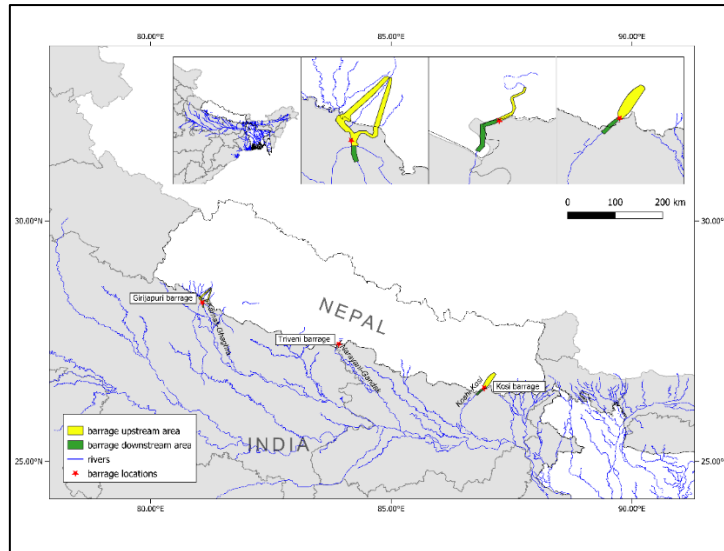 80.00°E 85.00°E 90.00°E
0 100 200 km
30.00°N 30.00°N
Girijapuri barrage
Karnali-Ghaghra
NEPAL
Triveni barrage
Narayani-Gandak
Koshi-Kosi
Kosi barrage
barrage upstream area
barrage downstream area
rivers
barrage locations
INDIA
25.00°N 25.00°N
80.00°E 85.00°E 90.00°E